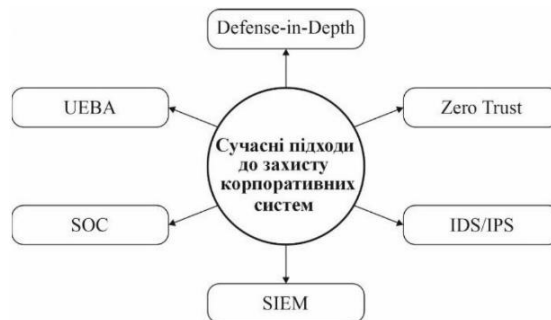 Defense-in-Depth
UEBA
Zero Trust
Сучасні підходи
до захисту
корпоративних
систем
SOC
IDS/IPS
SIEM